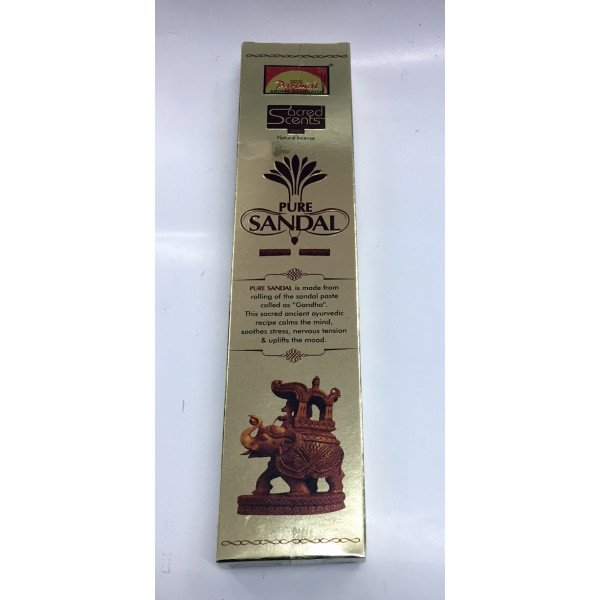 Parimal
®
Sacred
Scents
Natural Incense
PURE
SANDAL
PURE SANDAL is made from
rolling of the sandal paste
called as "Gandha".
This sacred ancient ayurvedic
recipe calms the mind,
soothes stress, nervous tension
& uplifts the mood.